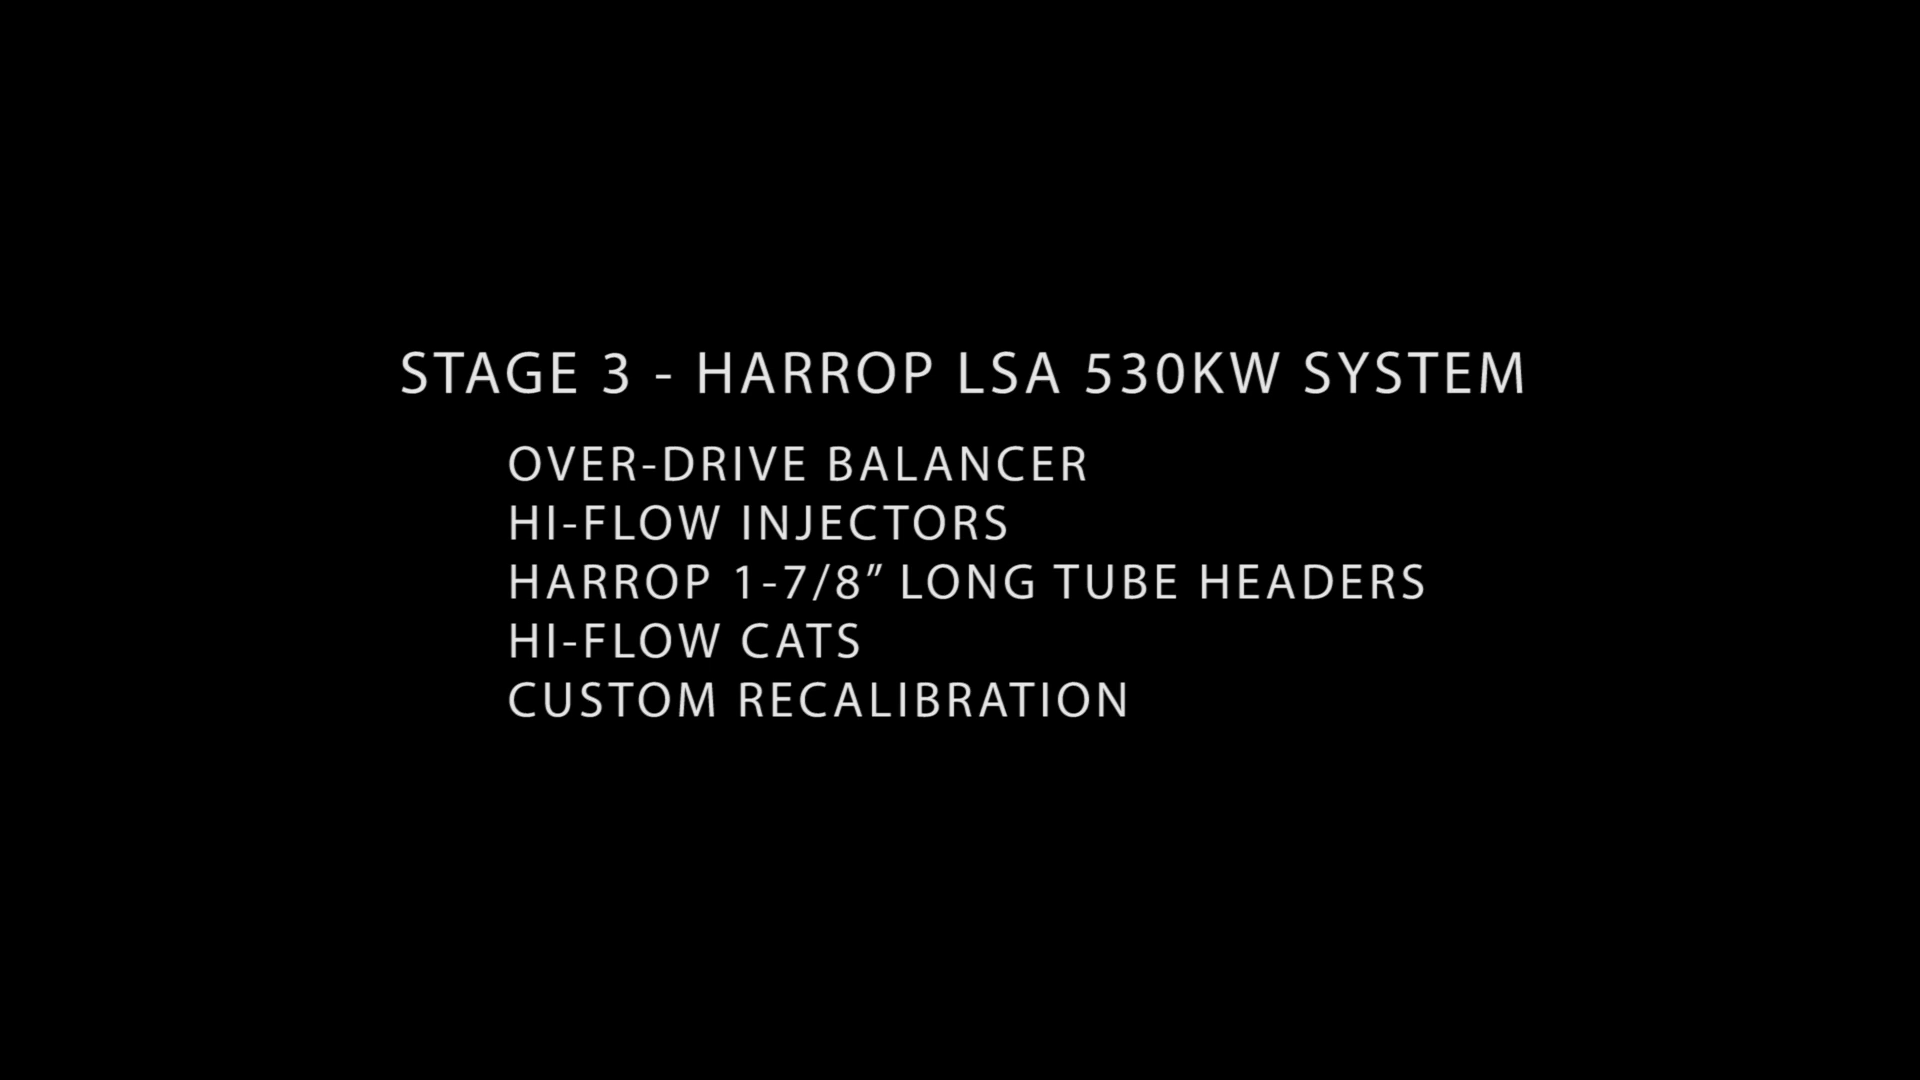 STAGE 3 - HARROP LSA 530KW SYSTEM
OVER-DRIVE BALANCER
HI-FLOW INJECTORS
HARROP 1-7/8” LONG TUBE HEADERS
HI-FLOW CATS
CUSTOM RECALIBRATION